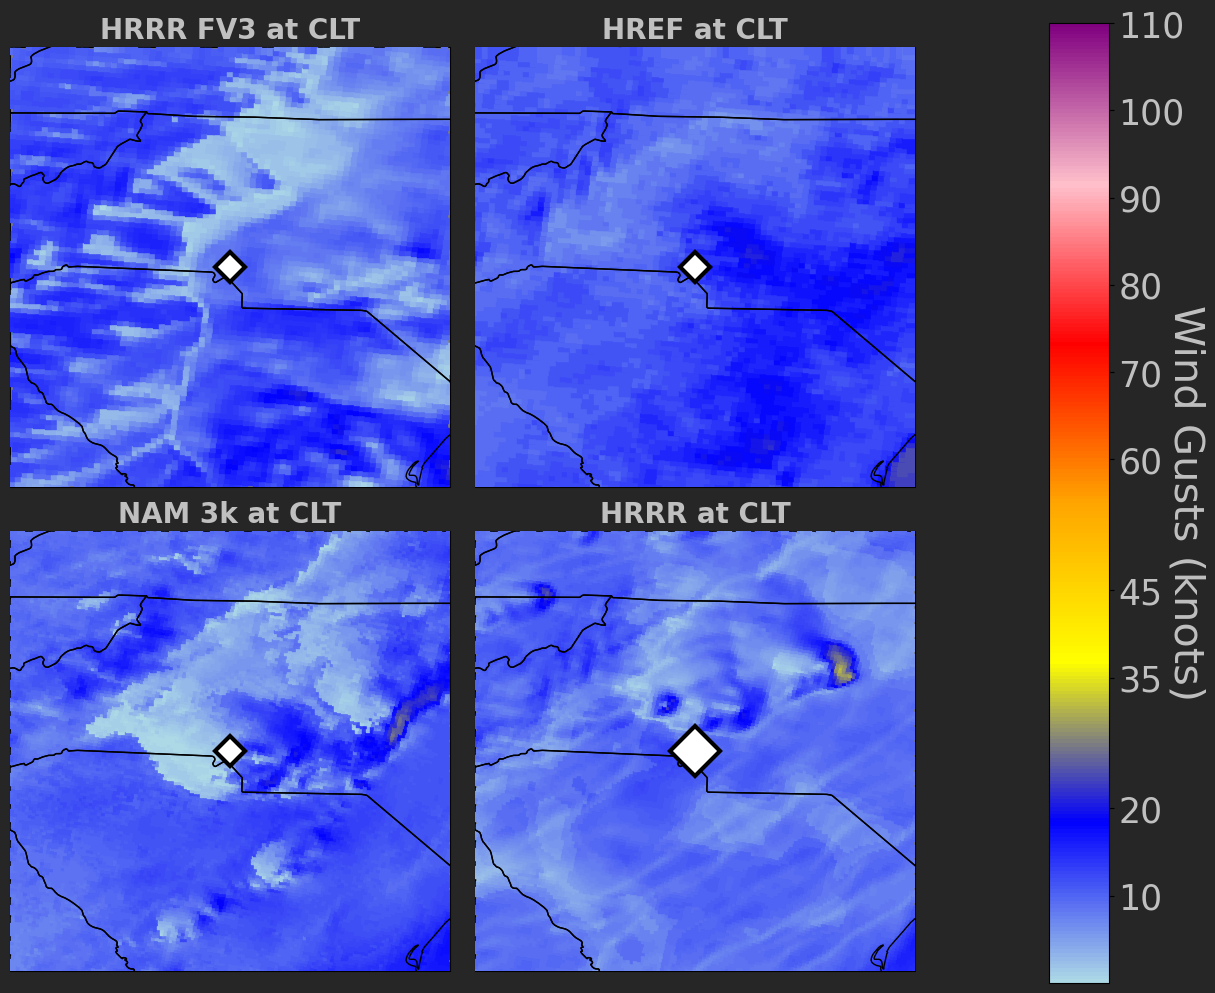 HRRR FV3 at CLT
HREF at CLT
NAM 3k at CLT
HRRR at CLT
110
100
90
80
70
60
45
35
20
10
Wind Gusts (knots)